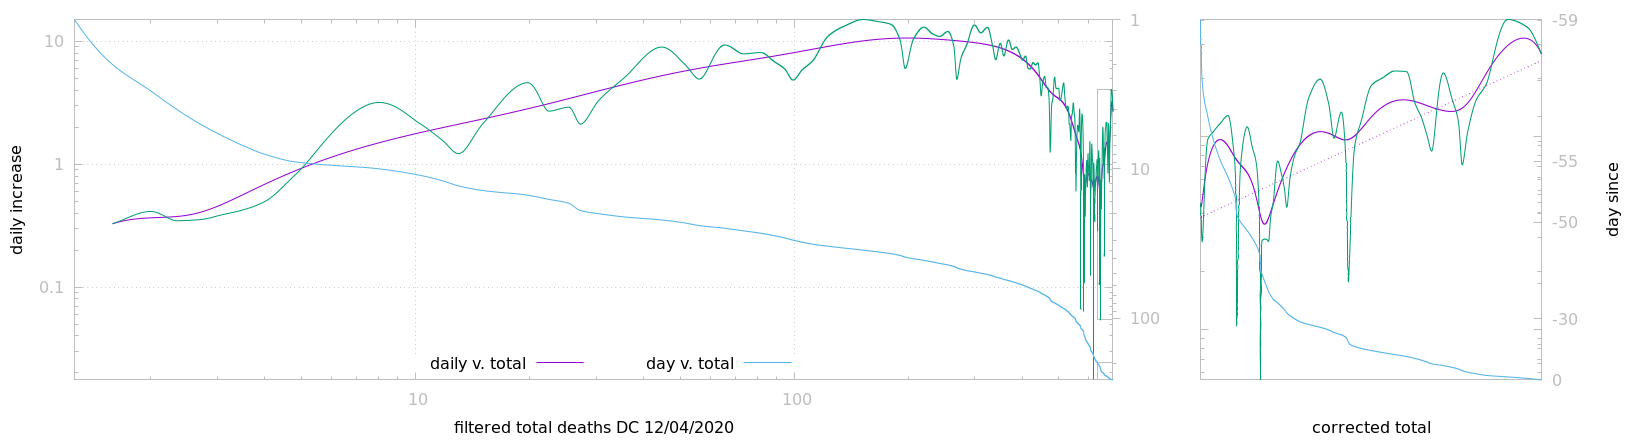 10
1
0.1
daily increase
daily v. total
day v. total
10
100
filtered total deaths DC 12/04/2020
1
10
100
-59
-55
-50
-30
0
day since
corrected total